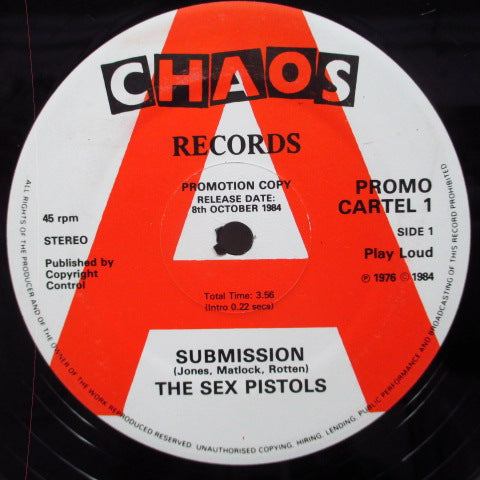 CHAOS
RECORDS
PROMOTION COPY
RELEASE DATE:
8th OCTOBER 1984
PROMO
CARTEL 1
45 rpm
SIDE 1
STEREO
Play Loud
Published by
Copyright
Control
℗ 1976 © 1984
Total Time: 3.56
(Intro 0.22 secs)
SUBMISSION
(Jones, Matlock, Rotten)
THE SEX PISTOLS
ALL RIGHTS OF THE PRODUCER AND OF THE OWNER OF THE WORK REPRODUCED RESERVED. UNAUTHORISED COPYING, HIRING, LENDING, PUBLIC PERFORMANCE AND BROADCASTING OF THIS RECORD PROHIBITED
A